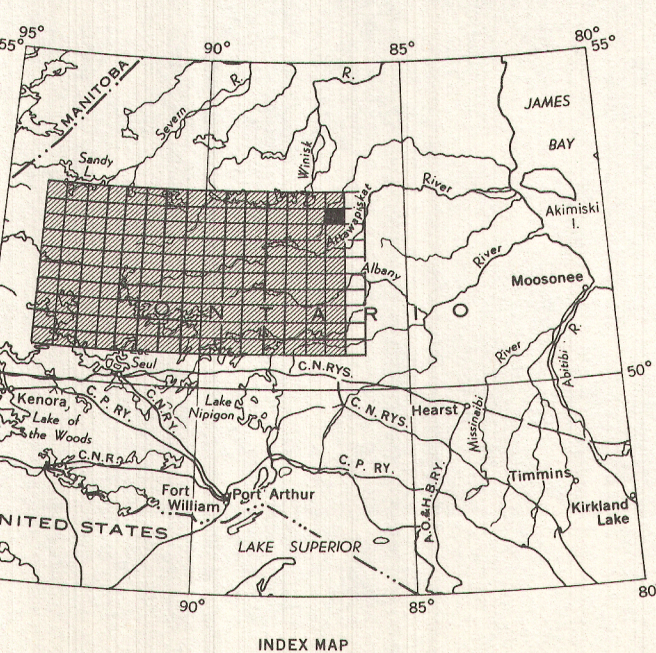 95°
90°
85°
80°
55°
55°
MANITOBA
Severn
R.
R.
JAMES
BAY
Sandy
L.
Winisk
River
Attawapiskat
Akimiski
I.
River
Albany
Moosonee
ONTARIO
Seul
C.N.RYS.
River
Abitibi R.
50°
Kenora
C. P. RY.
C.N.RY.
Lake
Nipigon
C. N. RYS.
Hearst
Missinaibi
Lake of
the Woods
C.N.R.
C. P. RY.
Timmins
Fort
William
Port Arthur
A.O.&H.B.RY.
Kirkland
Lake
NITED STATES
LAKE SUPERIOR
90°
85°
80
INDEX MAP